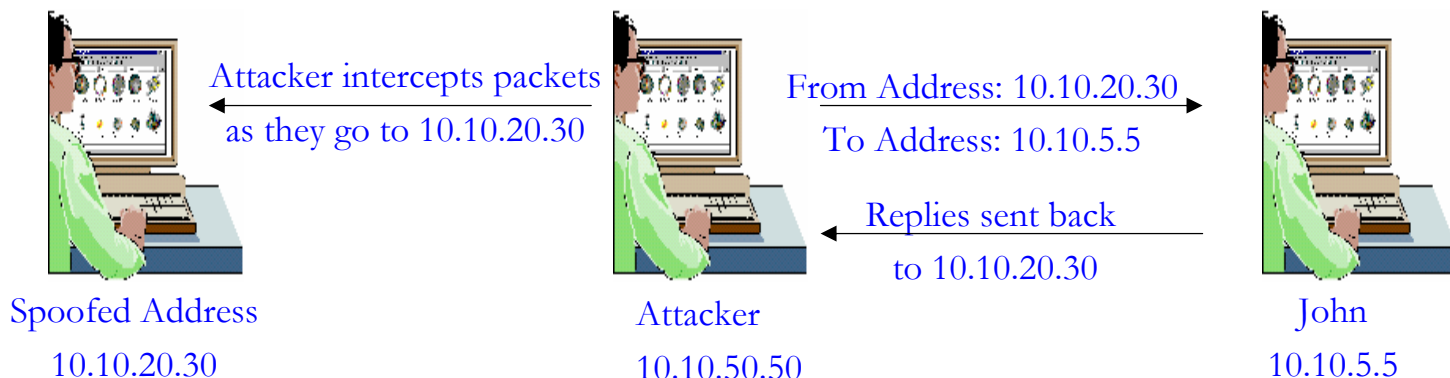 Attacker intercepts packets
as they go to 10.10.20.30
From Address: 10.10.20.30
To Address: 10.10.5.5
Replies sent back
to 10.10.20.30
Spoofed Address
10.10.20.30
Attacker
10.10.50.50
John
10.10.5.5